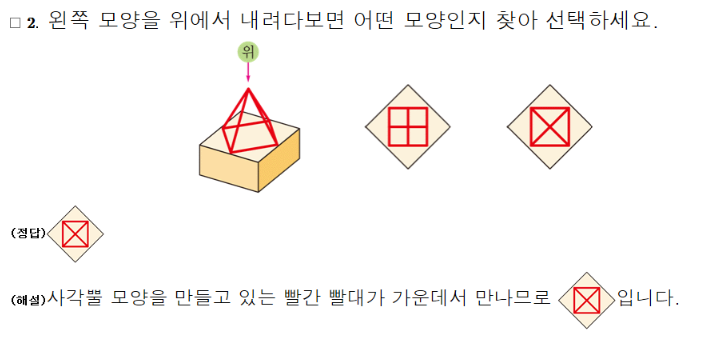 □ 2. 왼쪽 모양을 위에서 내려다보면 어떤 모양인지 찾아 선택하세요.
위
(정답)
(해설)사각뿔 모양을 만들고 있는 빨간 빨대가 가운데서 만나므로 입니다.